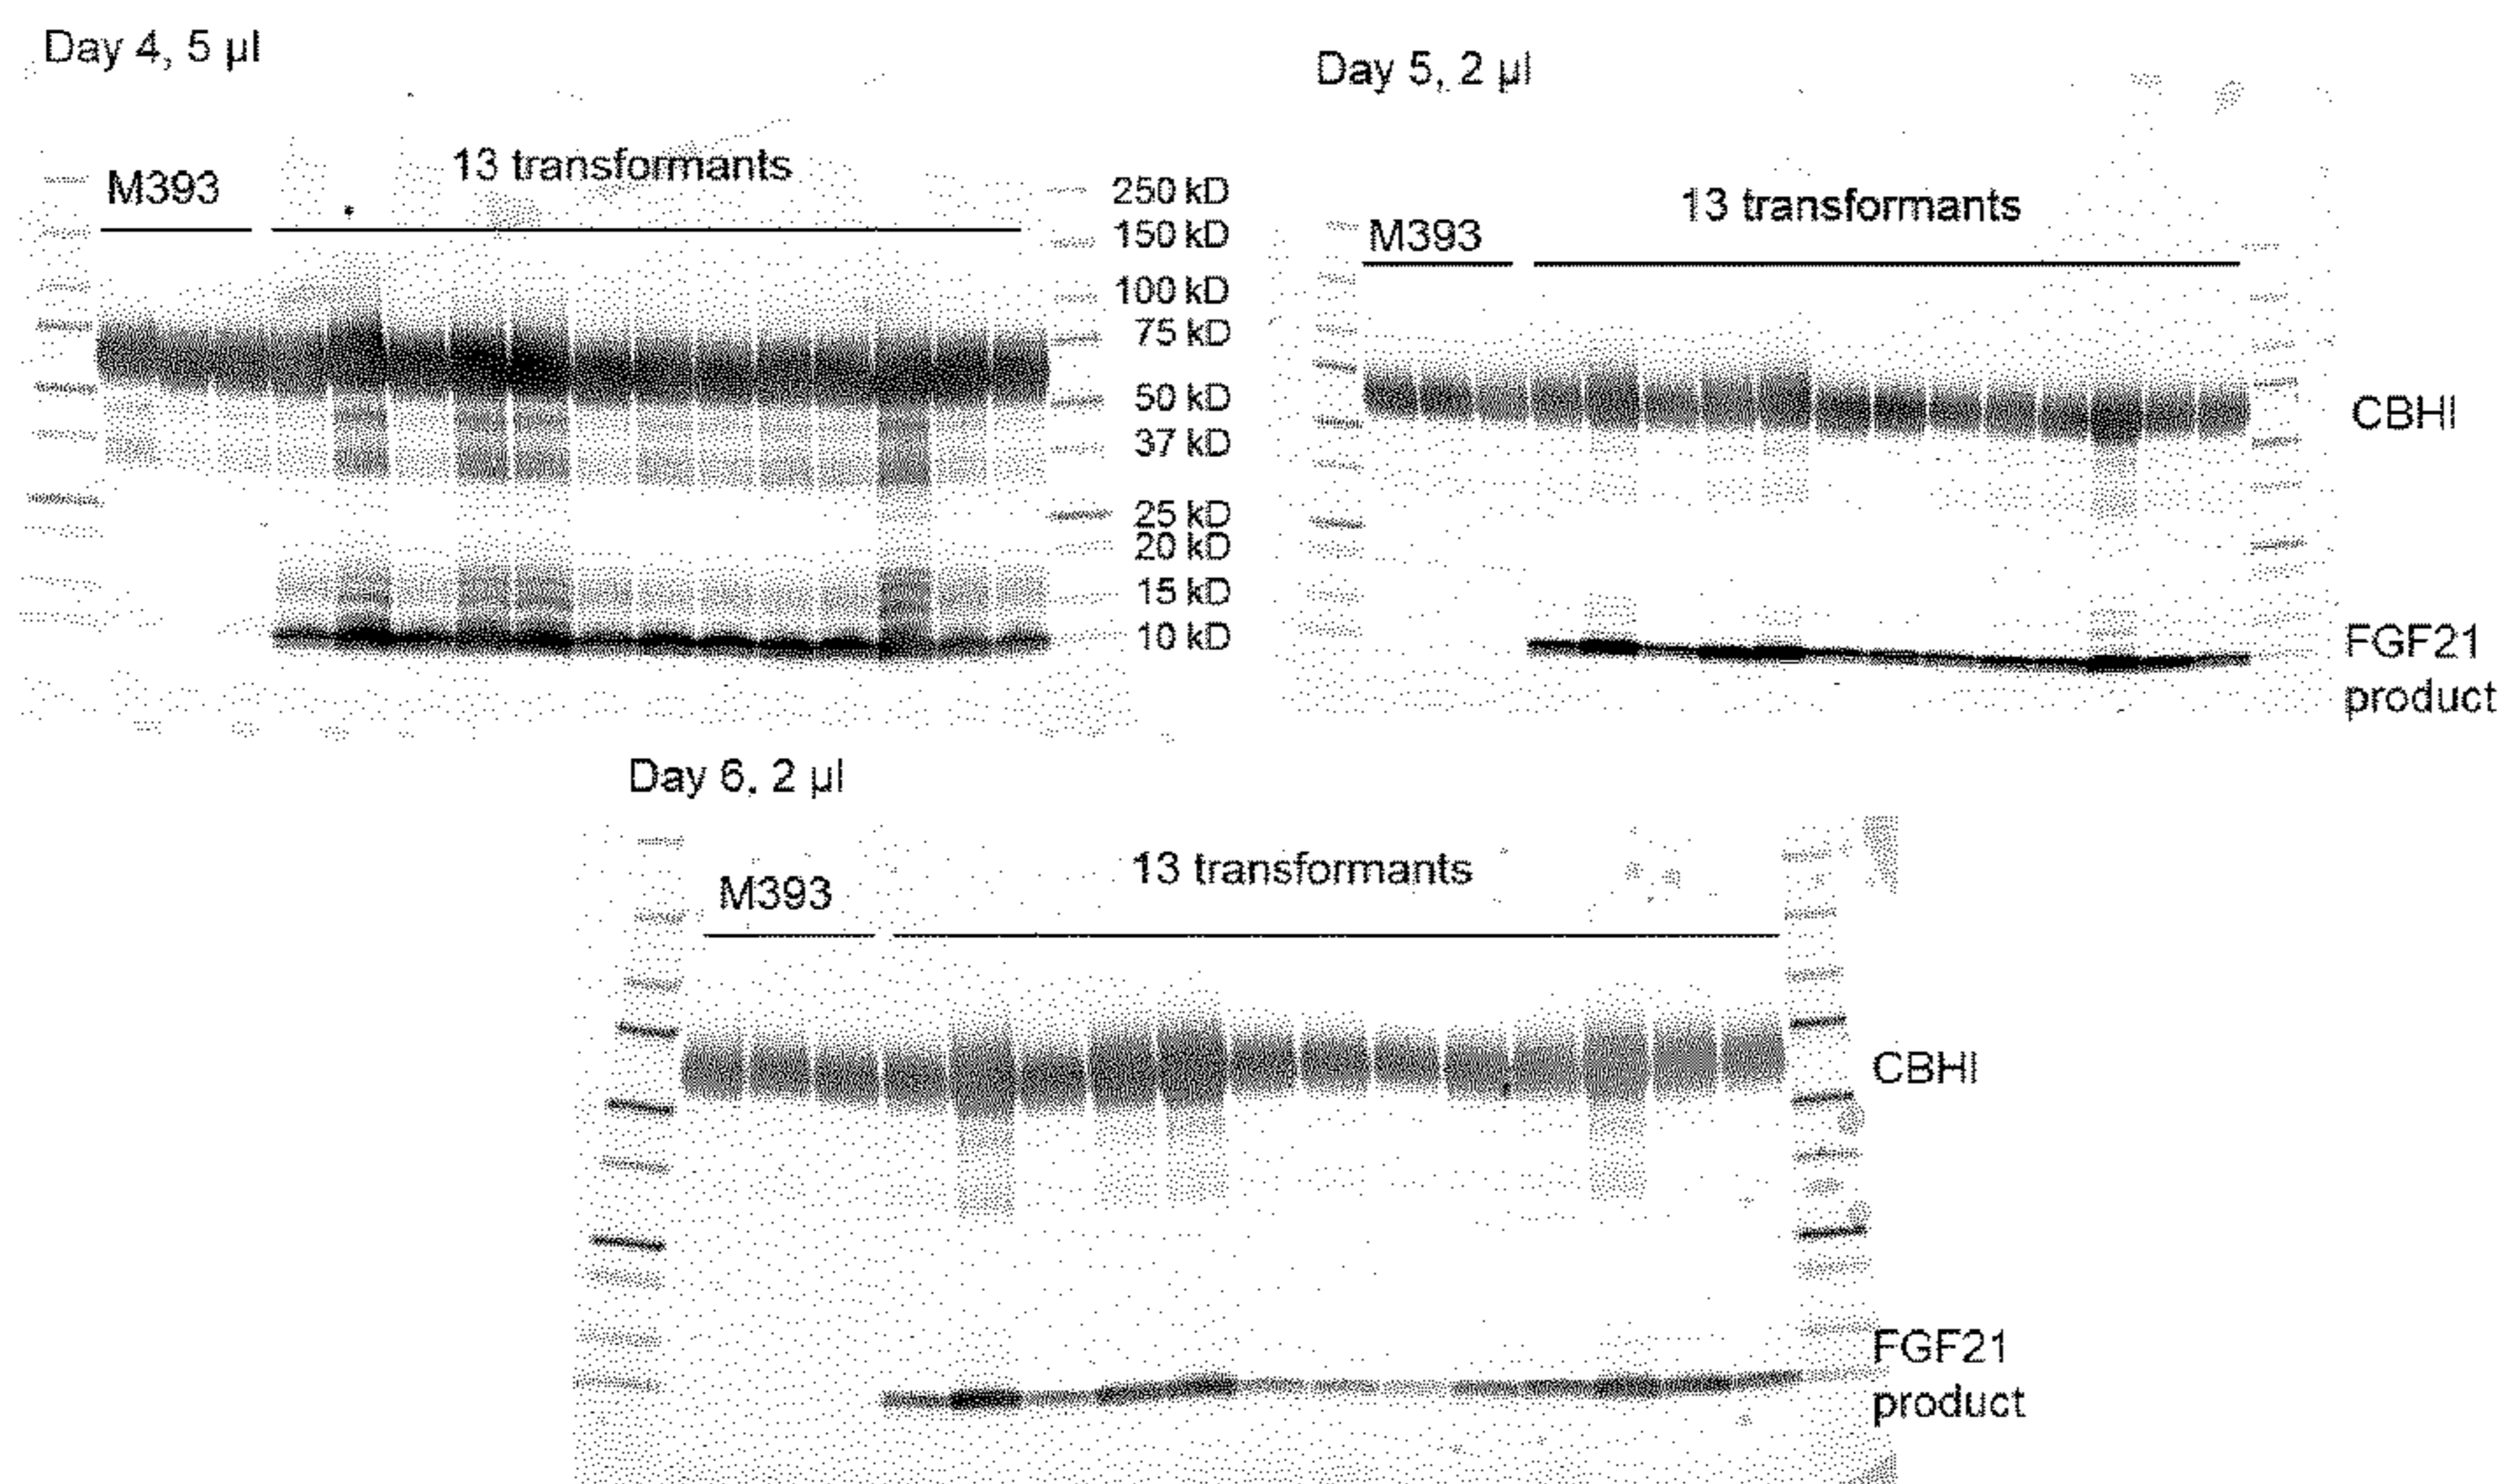 Day 4, 5 µl
M393
13 transformants
250 kD
150 kD
100 kD
75 kD
50 kD
37 kD
25 kD
20 kD
15 kD
10 kD
Day 5, 2 µl
M393
13 transformants
CBHI
FGF21
product
Day 6, 2 µl
M393
13 transformants
CBHI
FGF21
product